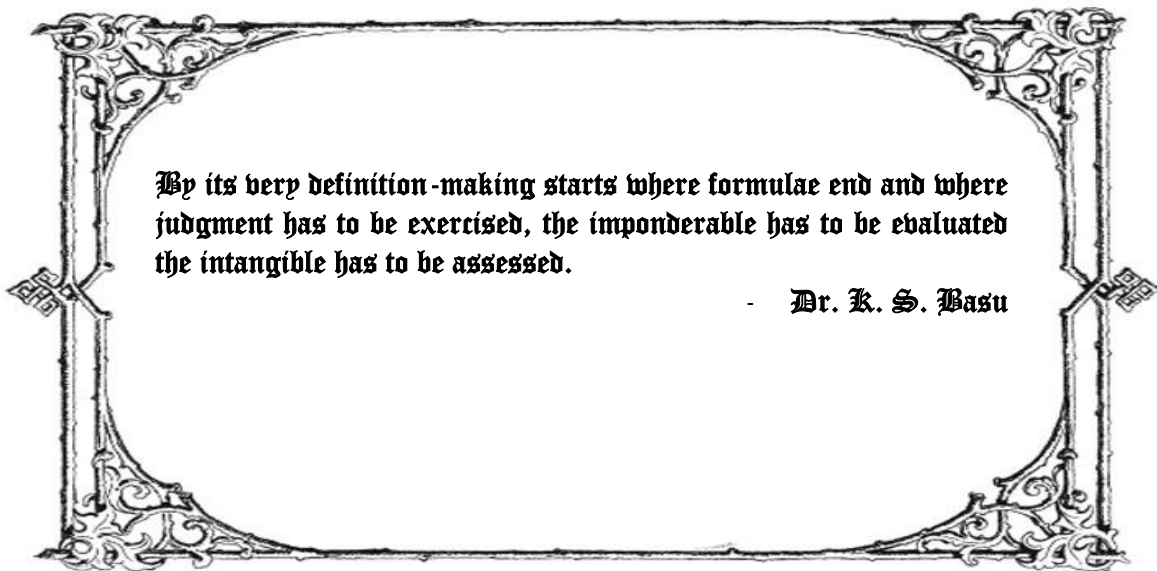 By its very definition-making starts where formulae end and where
judgment has to be exercised, the imponderable has to be evaluated
the intangible has to be assessed.
- Dr. K. S. Basu